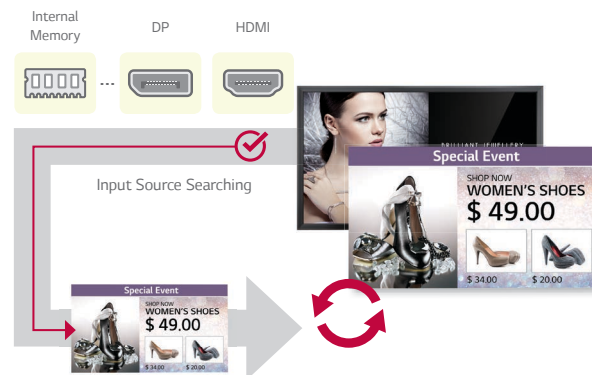 Internal
Memory
DP
HDMI
...
Input Source Searching
BRILLIANT JEWELLERY
Special Event
SHOP NOW
WOMEN'S SHOES
$ 49.00
$ 34.00
$ 20.00
Special Event
SHOP NOW
WOMEN'S SHOES
$ 49.00
$ 34.00
$ 20.00